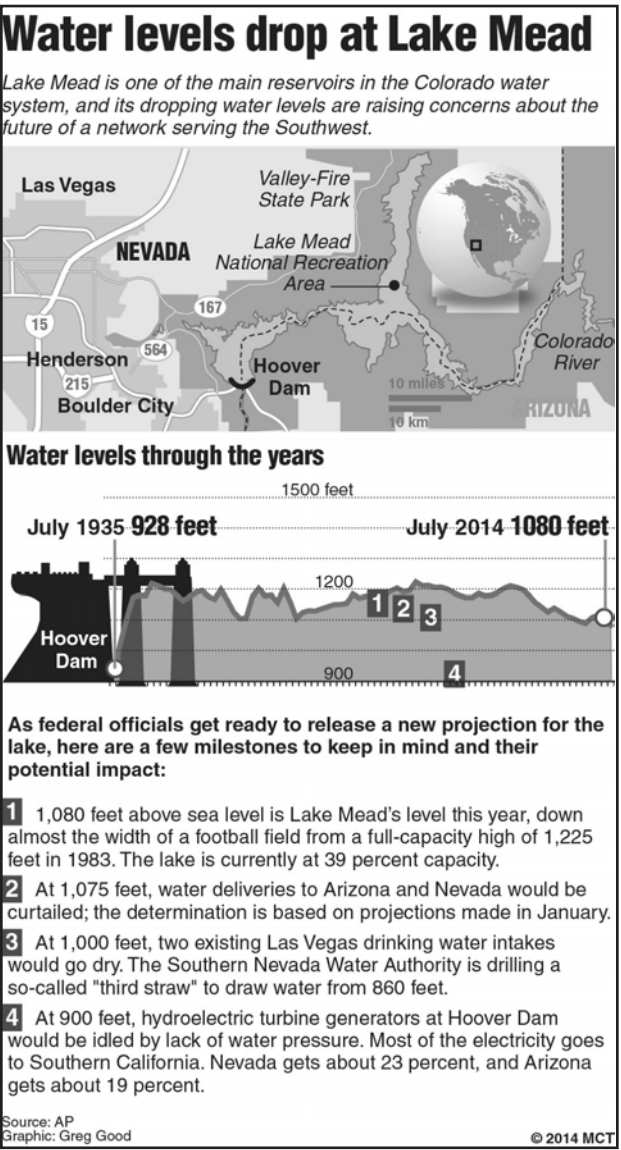 Water levels drop at Lake Mead
Lake Mead is one of the main reservoirs in the Colorado water
system, and its dropping water levels are raising concerns about the
future of a network serving the Southwest.
Las Vegas
Valley-Fire
State Park
NEVADA
Lake Mead
National Recreation
Area
167
15
564
Henderson
Hoover
Dam
Colorado
River
215
Boulder City
10 miles
10 km
ARIZONA
Water levels through the years
1500 feet
July 1935 928 feet
July 2014 1080 feet
1200
1
2
3
Hoover
Dam
900
4
As federal officials get ready to release a new projection for the
lake, here are a few milestones to keep in mind and their
potential impact:
1 1,080 feet above sea level is Lake Mead's level this year, down
almost the width of a football field from a full-capacity high of 1,225
feet in 1983. The lake is currently at 39 percent capacity.
2 At 1,075 feet, water deliveries to Arizona and Nevada would be
curtailed; the determination is based on projections made in January.
3 At 1,000 feet, two existing Las Vegas drinking water intakes
would go dry. The Southern Nevada Water Authority is drilling a
so-called "third straw" to draw water from 860 feet.
4 At 900 feet, hydroelectric turbine generators at Hoover Dam
would be idled by lack of water pressure. Most of the electricity goes
to Southern California. Nevada gets about 23 percent, and Arizona
gets about 19 percent.
Source: AP
Graphic: Greg Good
© 2014 MCT